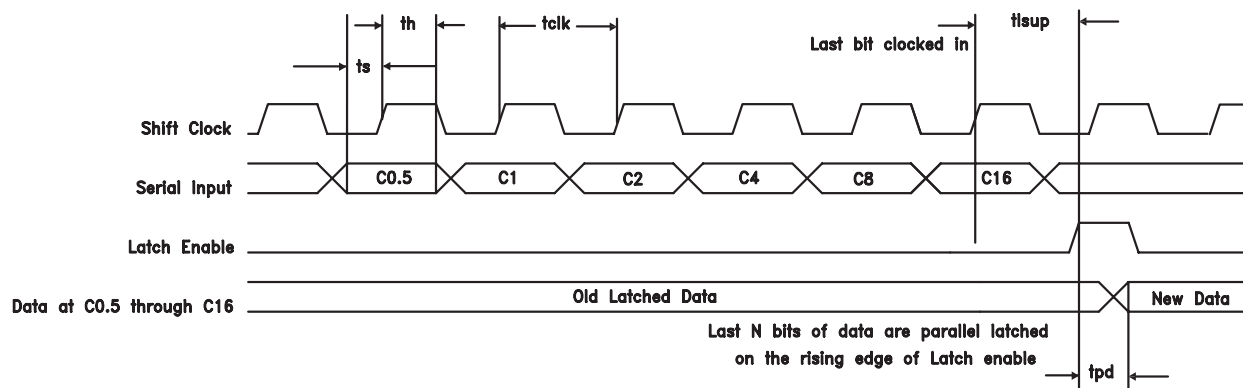 th
tclk
tlsup
Last bit clocked in
ts
Shift Clock
Serial Input
C0.5
C1
C2
C4
C8
C16
Latch Enable
Data at C0.5 through C16
Old Latched Data
New Data
Last N bits of data are parallel latched
on the rising edge of Latch enable
tpd